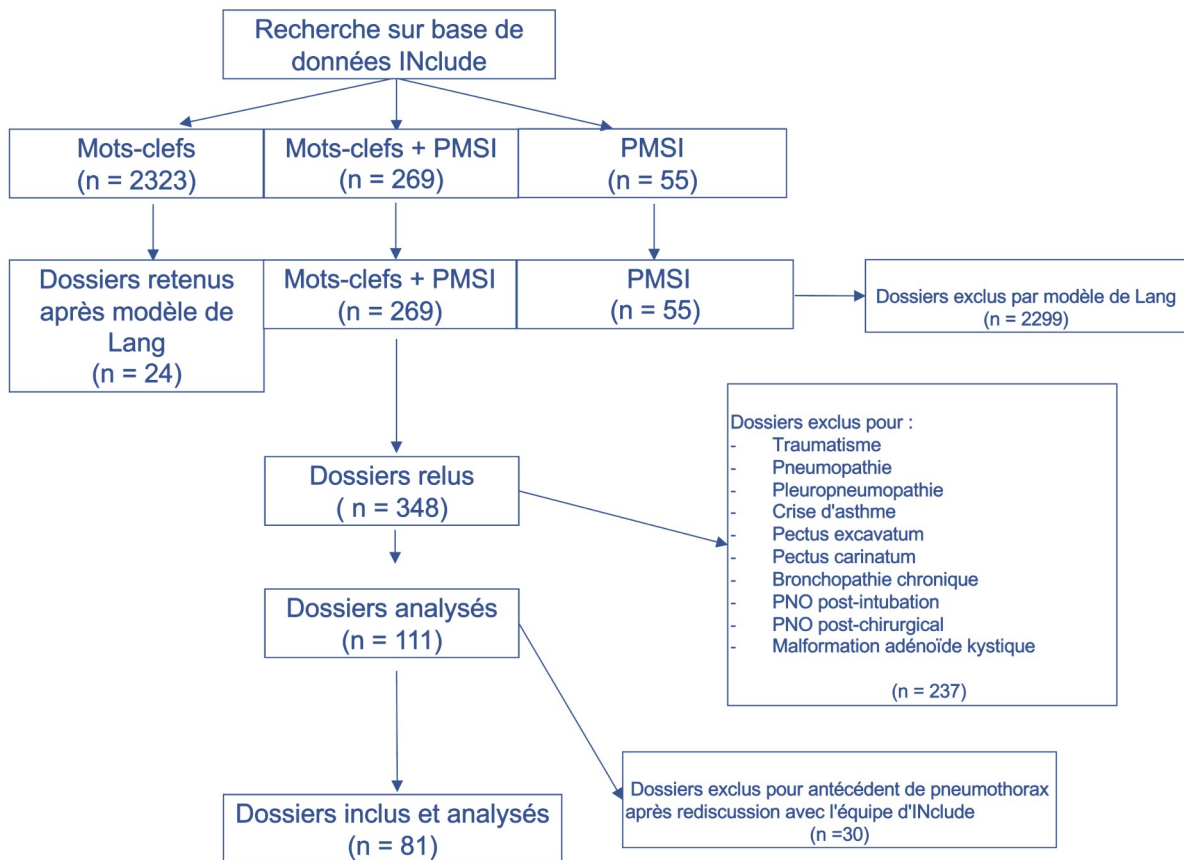 Recherche sur base de
données INclude
Mots-clefs
(n = 2323)
Mots-clefs + PMSI
(n = 269)
PMSI
(n = 55)
Dossiers retenus
après modèle de
Lang
(n = 24)
Mots-clefs + PMSI
(n = 269)
PMSI
(n = 55)
Dossiers exclus par modèle de Lang
(n = 2299)
Dossiers relus
( n = 348)
Dossiers exclus pour :
- Traumatisme
- Pneumopathie
- Pleuropneumopathie
- Crise d'asthme
- Pectus excavatum
- Pectus carinatum
- Bronchopathie chronique
- PNO post-intubation
- PNO post-chirurgical
- Malformation adénoïde kystique
(n = 237)
Dossiers analysés
(n = 111)
Dossiers exclus pour antécédent de pneumothorax
après rediscussion avec l'équipe d'INclude
(n =30)
Dossiers inclus et analysés
(n = 81)